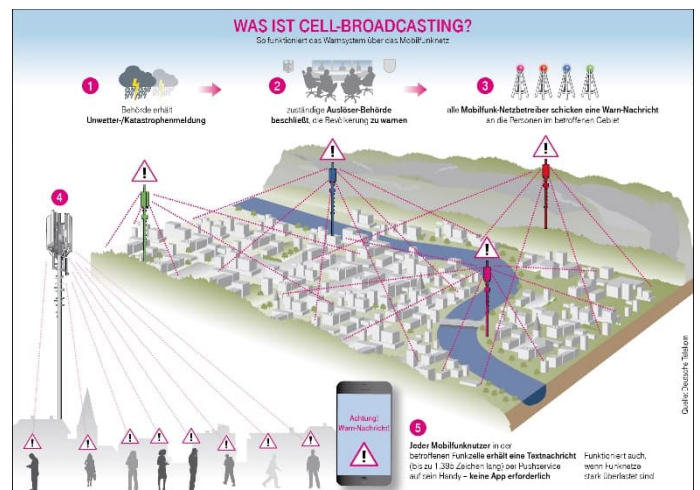 WAS IST CELL-BROADCASTING?
So funktioniert das Warnsystem über das Mobilfunknetz
1
Behörde erhält
Unwetter-/Katastrophenmeldung
2
zuständige Auslöser-Behörde
beschließt, die Bevölkerung zu warnen
3
alle Mobilfunk-Netzbetreiber schicken eine Warn-Nachricht
an die Personen im betroffenen Gebiet
4
Achtung!
Warn-Nachricht!
5
Jeder Mobilfunknutzer in der
betroffenen Funkzelle erhält eine Textnachricht
(bis zu 1.395 Zeichen lang) per Pushservice
auf sein Handy – keine App erforderlich
Funktioniert auch,
wenn Funknetze
stark überlastet sind
Quelle: Deutsche Telekom